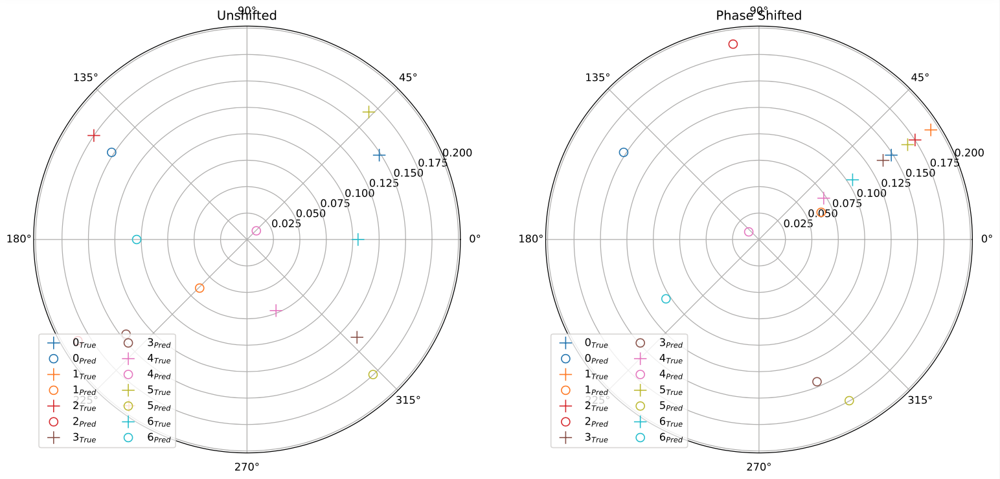 Unshifted
90°
135°
45°
180°
0°
225°
315°
270°
0.025
0.050
0.075
0.100
0.125
0.150
0.175
0.200
0True 3Pred
0Pred 4True
1True 4Pred
1Pred 5True
2True 5Pred
2Pred 6True
3True 6Pred
Phase Shifted
90°
135°
45°
180°
0°
225°
315°
270°
0.025
0.050
0.075
0.100
0.125
0.150
0.175
0.200
0True 3Pred
0Pred 4True
1True 4Pred
1Pred 5True
2True 5Pred
2Pred 6True
3True 6Pred